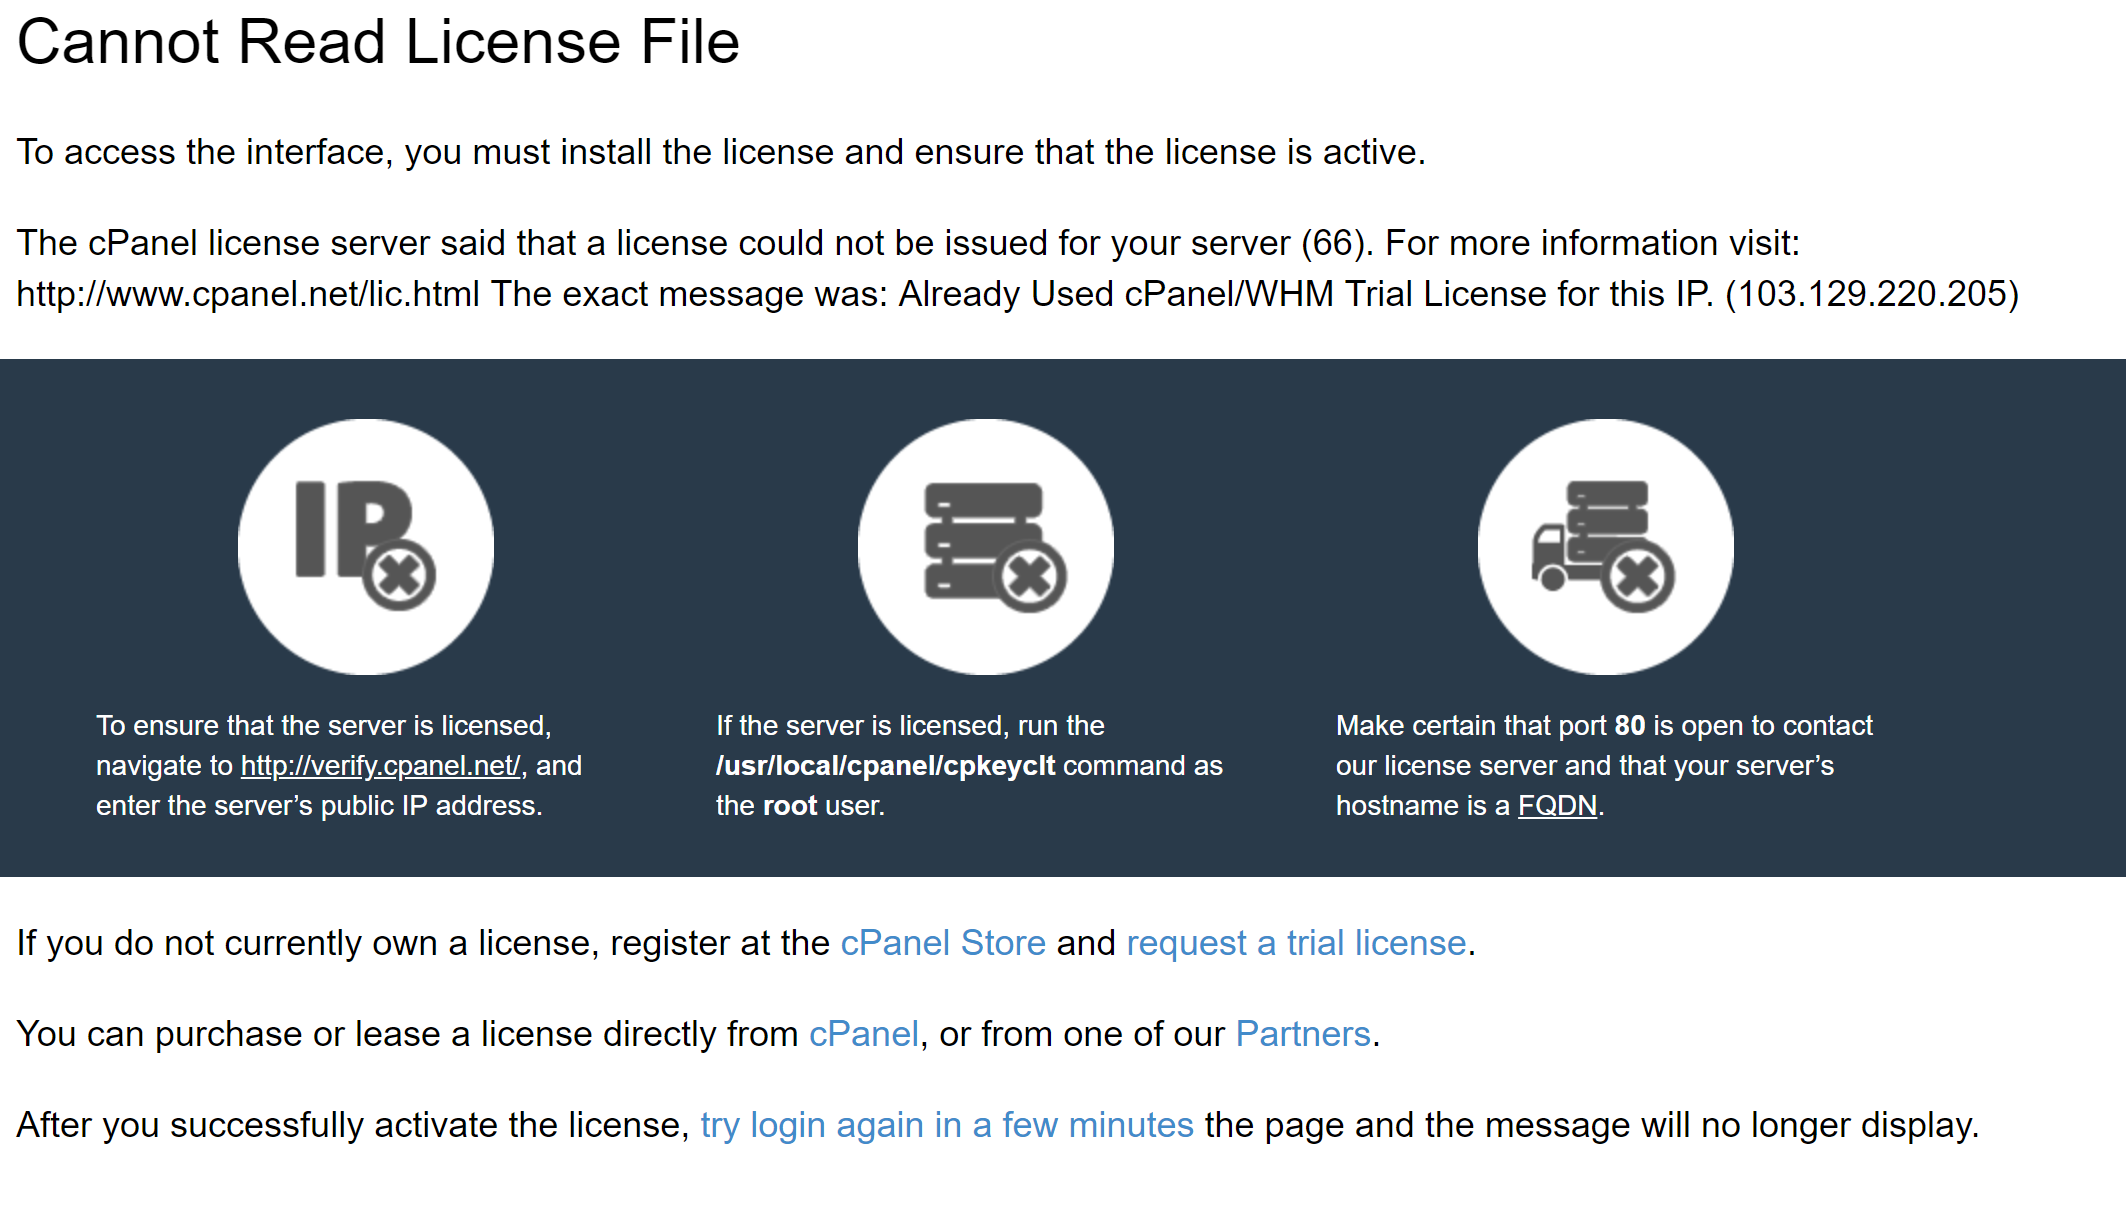 Cannot Read License File
To access the interface, you must install the license and ensure that the license is active.
The cPanel license server said that a license could not be issued for your server (66). For more information visit:
http://www.cpanel.net/lic.html The exact message was: Already Used cPanel/WHM Trial License for this IP. (103.129.220.205)
IP
To ensure that the server is licensed,
navigate to http://verify.cpanel.net/, and
enter the server’s public IP address.
If the server is licensed, run the
/usr/local/cpanel/cpkeyclt command as
the root user.
Make certain that port 80 is open to contact
our license server and that your server’s
hostname is a FQDN.
If you do not currently own a license, register at the cPanel Store and request a trial license.
You can purchase or lease a license directly from cPanel, or from one of our Partners.
After you successfully activate the license, try login again in a few minutes the page and the message will no longer display.